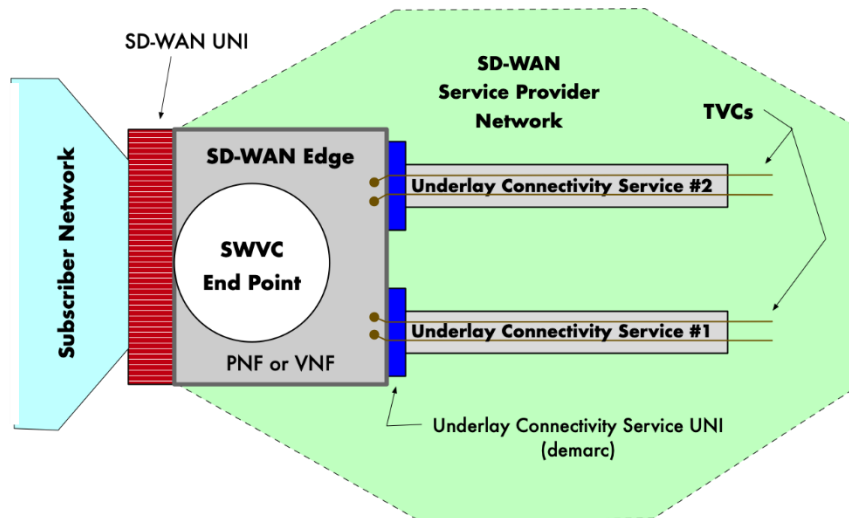 SD-WAN UNI
SD-WAN
Service Provider
Network
TVCs
Subscriber Network
SD-WAN Edge
Underlay Connectivity Service #2
SWVC
End Point
Underlay Connectivity Service #1
PNF or VNF
Underlay Connectivity Service UNI
(demarc)